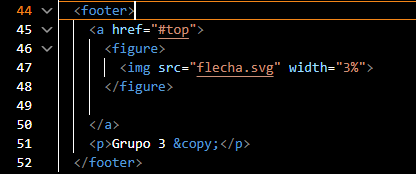 44 <footer>
45 <a href="#top">
46 <figure>
47 <img src="flecha.svg" width="3%">
48 </figure>
49
50 </a>
51 <p>Grupo 3 &copy;</p>
52 </footer>